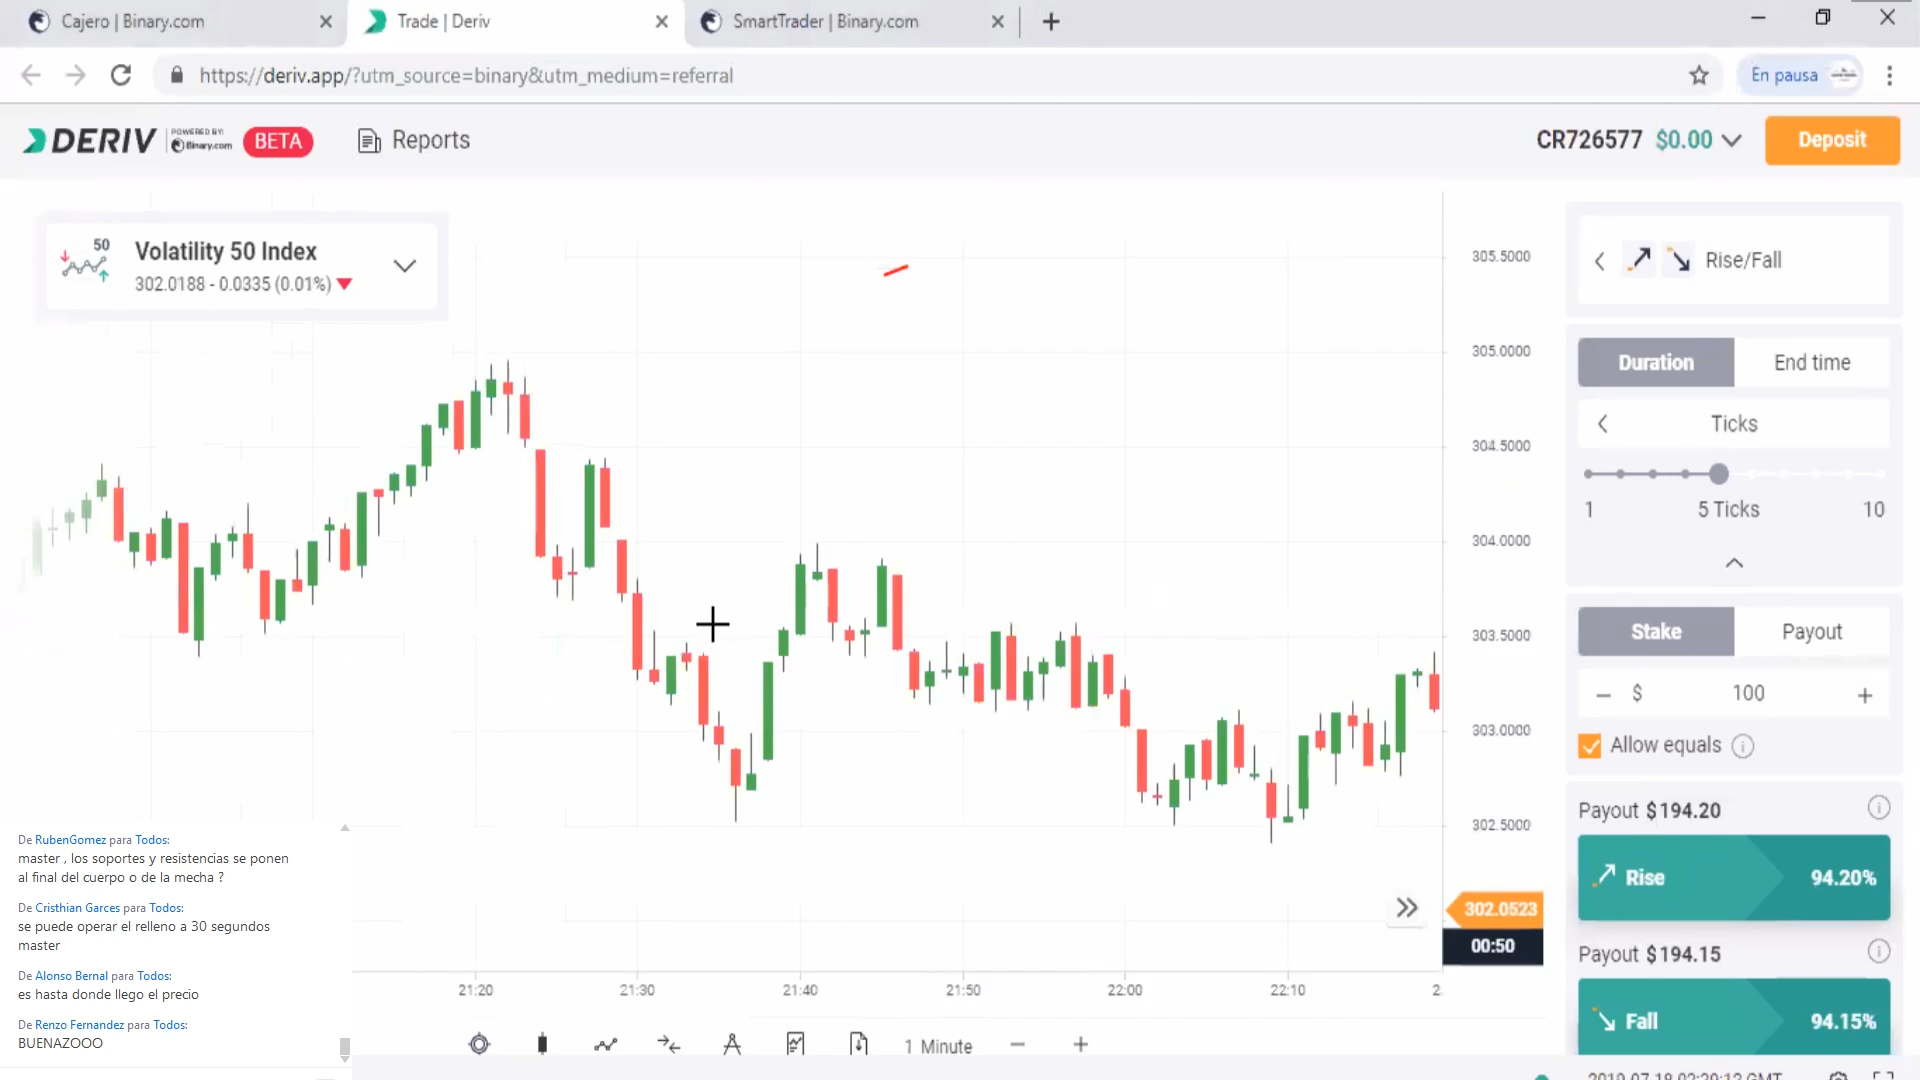 Cajero | Binary.com
Trade | Deriv
SmartTrader | Binary.com
https://deriv.app/?utm_source=binary&utm_medium=referral
En pausa
DERIV
POWERED BY:
Binary.com
BETA
Reports
CR726577 $0.00
Deposit
50
Volatility 50 Index
302.0188 - 0.0335 (0.01%)
305.5000
305.0000
304.5000
304.0000
303.5000
303.0000
302.5000
302.0523
00:50
21:20
21:30
21:40
21:50
22:00
22:10
2
1 Minute
Rise/Fall
Duration
End time
Ticks
1
5 Ticks
10
Stake
Payout
$ 100
Allow equals
Payout $194.20
Rise 94.20%
Payout $194.15
Fall 94.15%
De RubenGomez para Todos:
master , los soportes y resistencias se ponen
al final del cuerpo o de la mecha ?
De Cristhian Garces para Todos:
se puede operar el relleno a 30 segundos
master
De Alonso Bernal para Todos:
es hasta donde llego el precio
De Renzo Fernandez para Todos:
BUENAZOOO